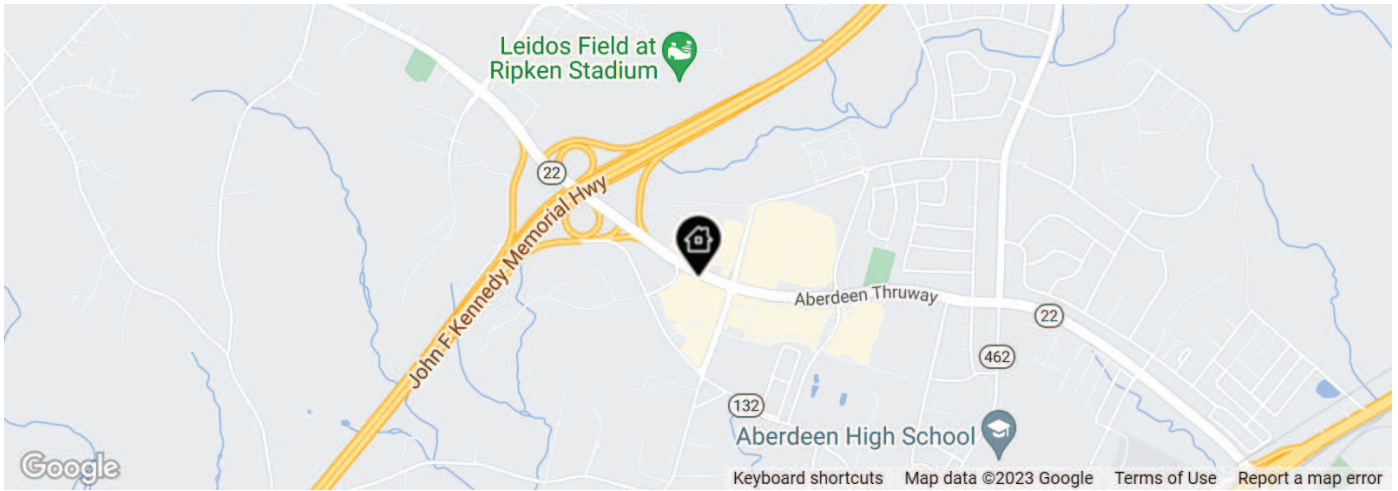 Leidos Field at
Ripken Stadium
22
John F Kennedy Memorial Hwy
Aberdeen Thruway
22
462
132
Aberdeen High School
Google
Keyboard shortcuts Map data ©2023 Google Terms of Use Report a map error